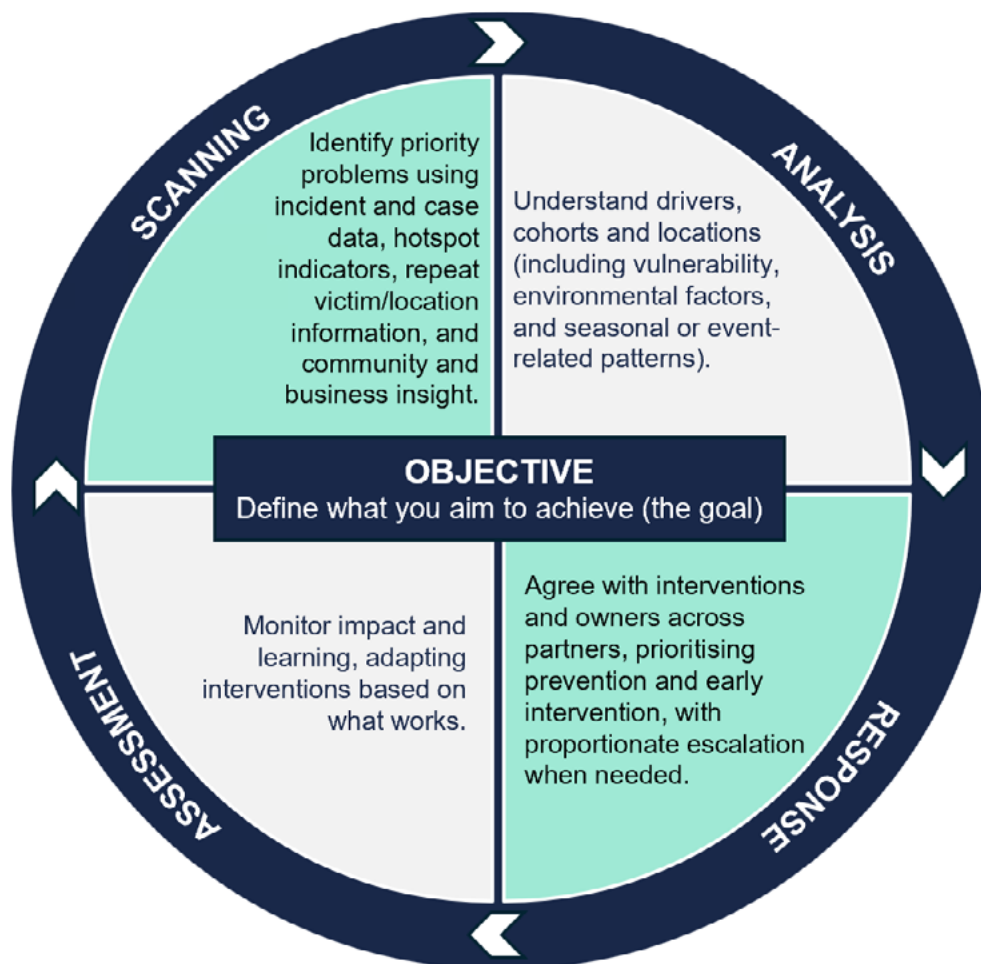 SCANNING
Identify priority
problems using
incident and case
data, hotspot
indicators, repeat
victim/location
information, and
community and
business insight.
ANALYSIS
Understand drivers,
cohorts and locations
(including vulnerability,
environmental factors,
and seasonal or event-
related patterns).
OBJECTIVE
Define what you aim to achieve (the goal)
RESPONSE
Agree with interventions
and owners across
partners, prioritising
prevention and early
intervention, with
proportionate escalation
when needed.
ASSESSMENT
Monitor impact and
learning, adapting
interventions based on
what works.